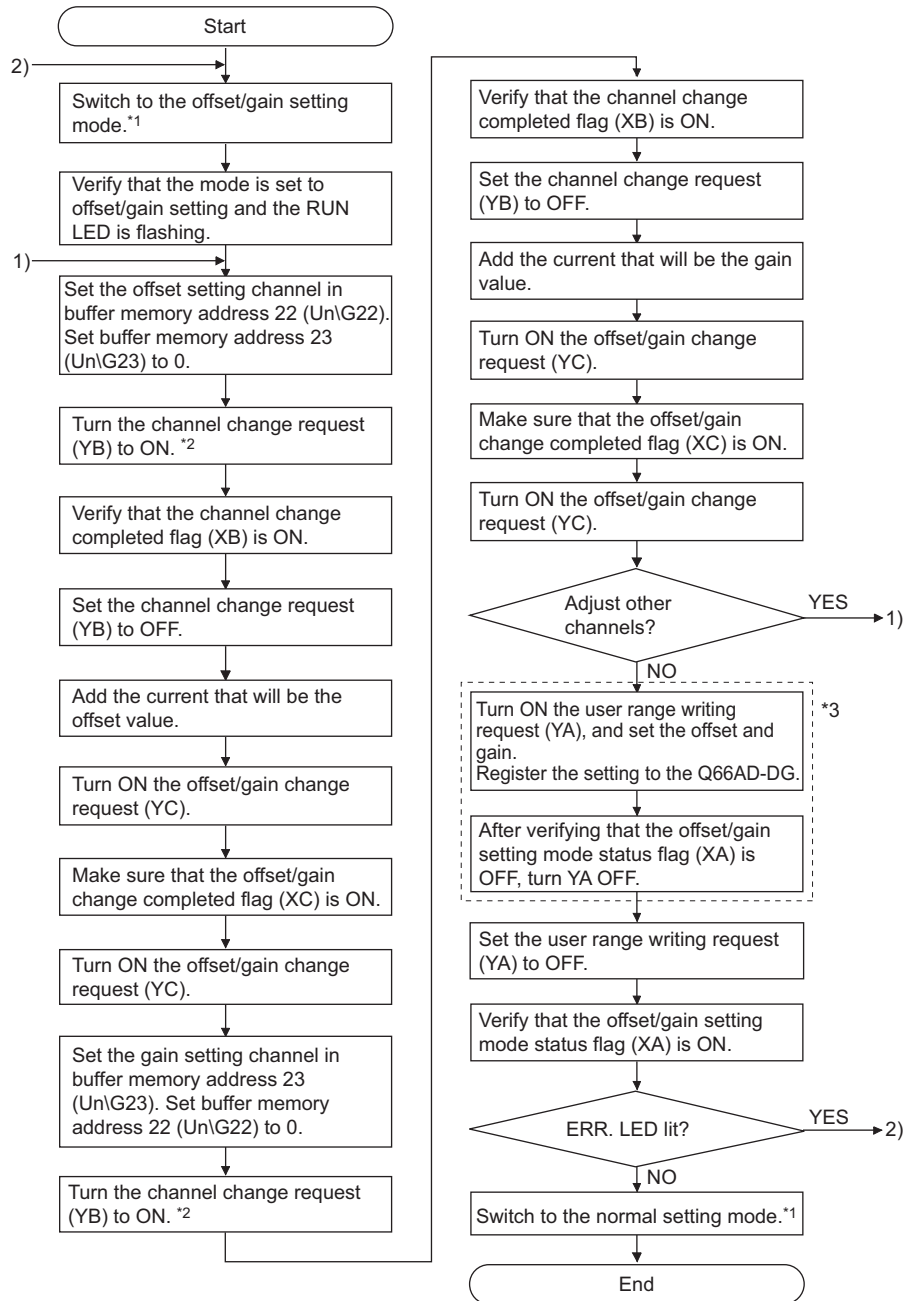 Start
2)
Switch to the offset/gain setting
mode.*1
Verify that the mode is set to
offset/gain setting and the RUN
LED is flashing.
1)
Set the offset setting channel in
buffer memory address 22 (Un\G22).
Set buffer memory address 23
(Un\G23) to 0.
Turn the channel change request
(YB) to ON. *2
Verify that the channel change
completed flag (XB) is ON.
Set the channel change request
(YB) to OFF.
Add the current that will be the
offset value.
Turn ON the offset/gain change
request (YC).
Make sure that the offset/gain
change completed flag (XC) is ON.
Turn ON the offset/gain change
request (YC).
Set the gain setting channel in
buffer memory address 23
(Un\G23). Set buffer memory
address 22 (Un\G22) to 0.
Turn the channel change request
(YB) to ON. *2
Verify that the channel change
completed flag (XB) is ON.
Set the channel change request
(YB) to OFF.
Add the current that will be the gain
value.
Turn ON the offset/gain change
request (YC).
Make sure that the offset/gain
change completed flag (XC) is ON.
Turn ON the offset/gain change
request (YC).
Adjust other
channels?
YES
1)
NO
Turn ON the user range writing
request (YA), and set the offset and
gain.
Register the setting to the Q66AD-DG.
*3
After verifying that the offset/gain
setting mode status flag (XA) is
OFF, turn YA OFF.
Set the user range writing request
(YA) to OFF.
Verify that the offset/gain setting
mode status flag (XA) is ON.
ERR. LED lit?
YES
2)
NO
Switch to the normal setting mode.*1
End